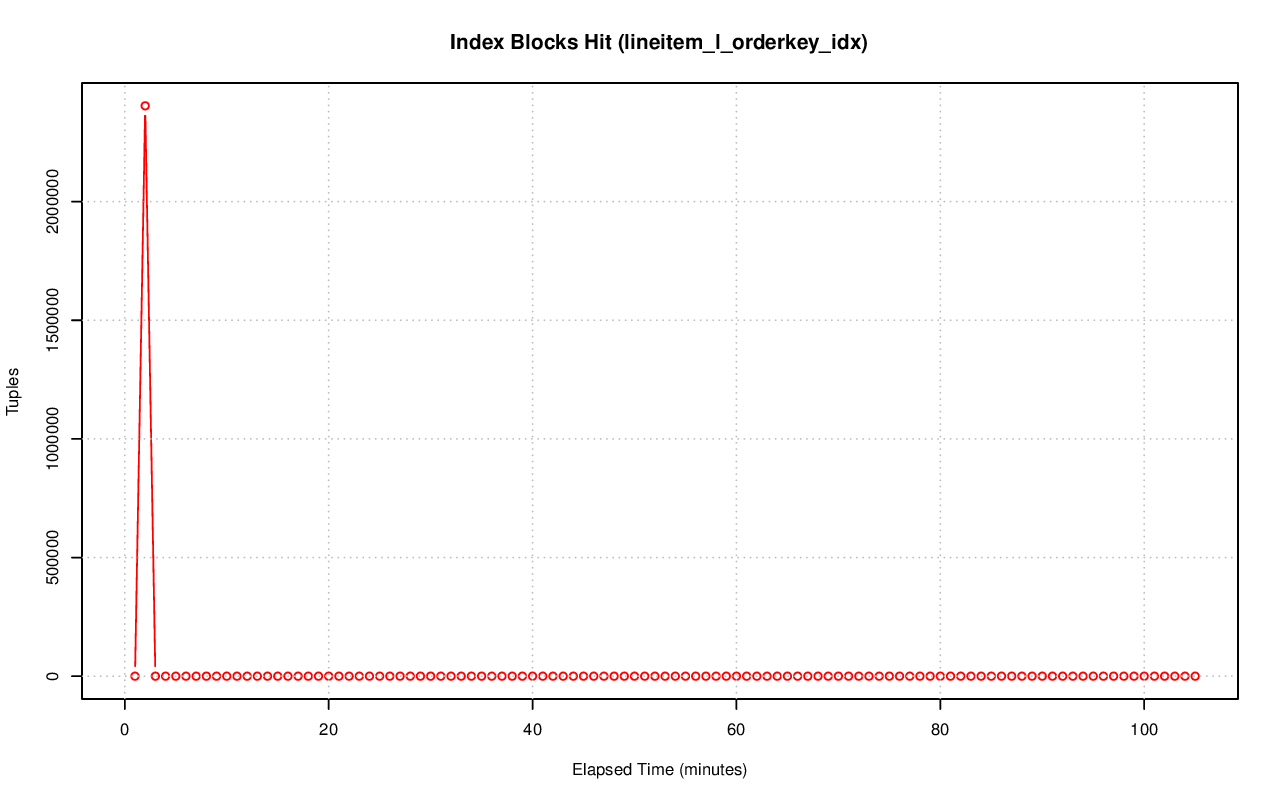 Index Blocks Hit (lineitem_l_orderkey_idx)
Tuples
2000000
1500000
1000000
500000
0
0 20 40 60 80 100
Elapsed Time (minutes)